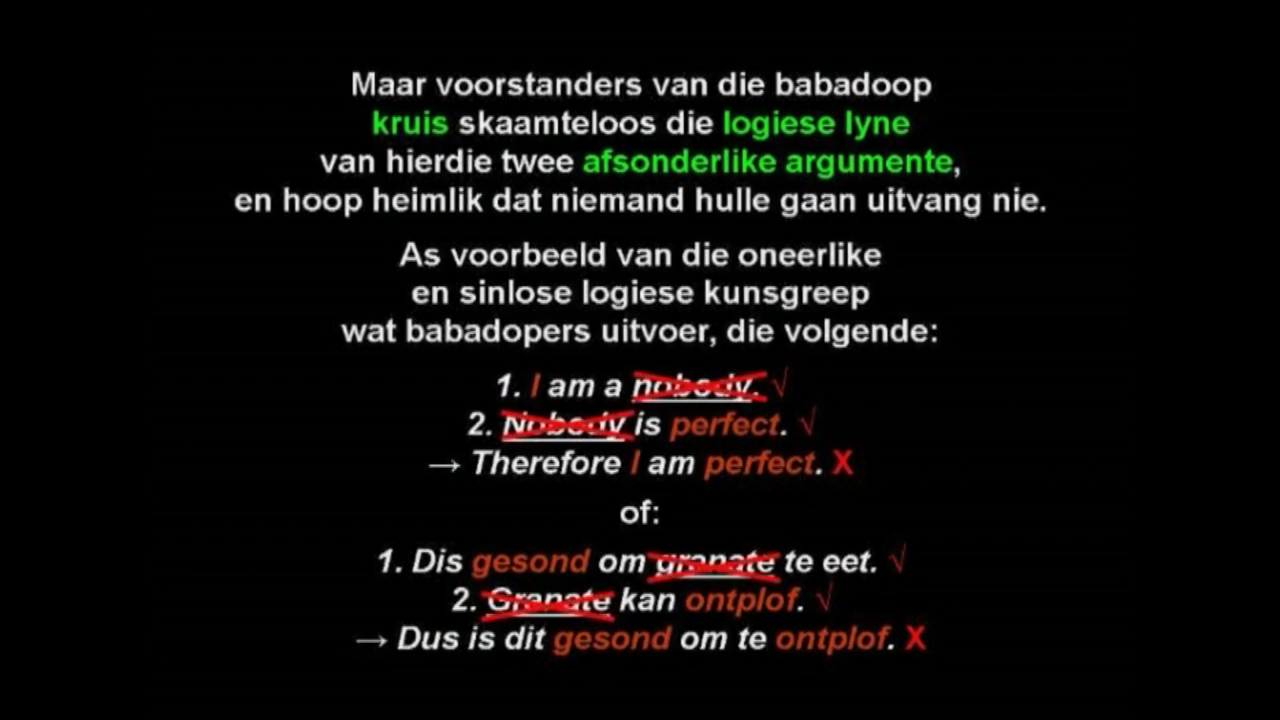 Maar voorstanders van die babadoop
kruis skaamteloos die logiese lyne
van hierdie twee afsonderlike argumente,
en hoop heimlik dat niemand hulle gaan uitvang nie.
As voorbeeld van die oneerlike
en sinlose logiese kunsgreep
wat babadopers uitvoer, die volgende:
1. I am a nobody. √
2. Nobody is perfect. √
→ Therefore I am perfect. X
of:
1. Dis gesond om granate te eet. √
2. Granate kan ontplof. √
→ Dus is dit gesond om te ontplof. X